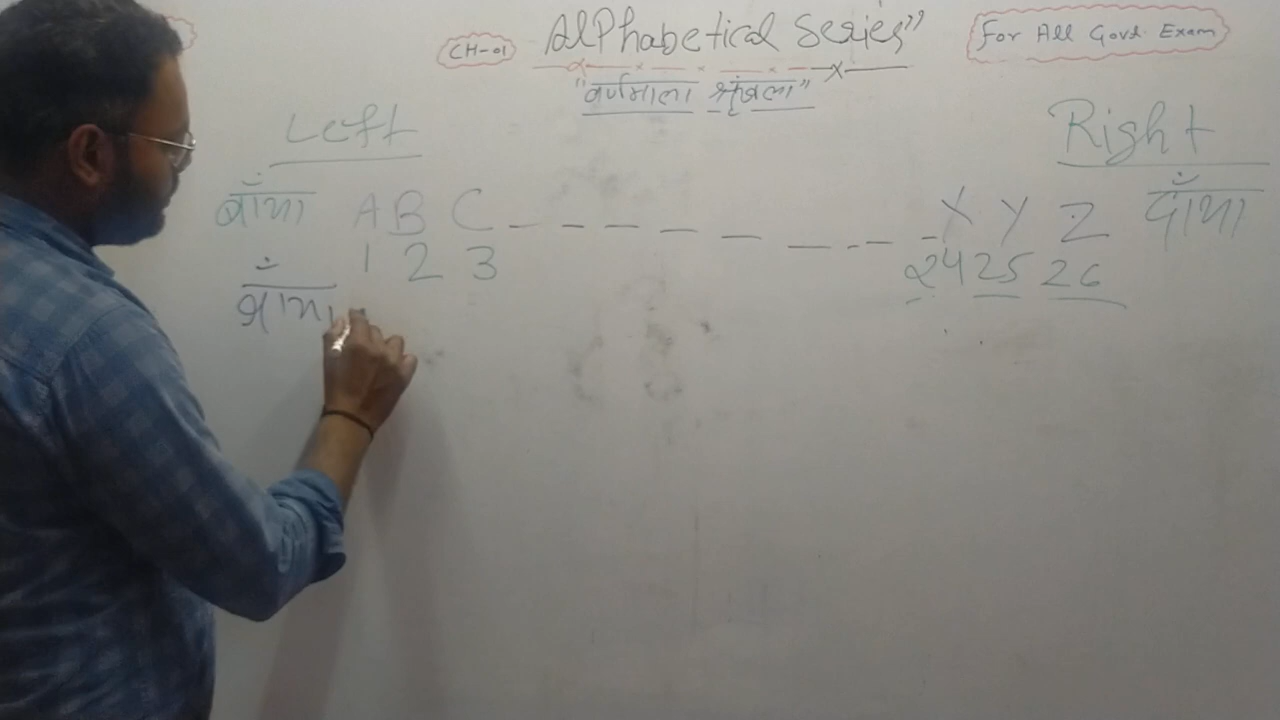 CH-01 "Alphabetical Series" For All Govt. Exam
"वर्णमाला श्रृंखला"
Left Right
बाँया A B C - - - - - - - - X Y Z दाँया
1 2 3 24 25 26